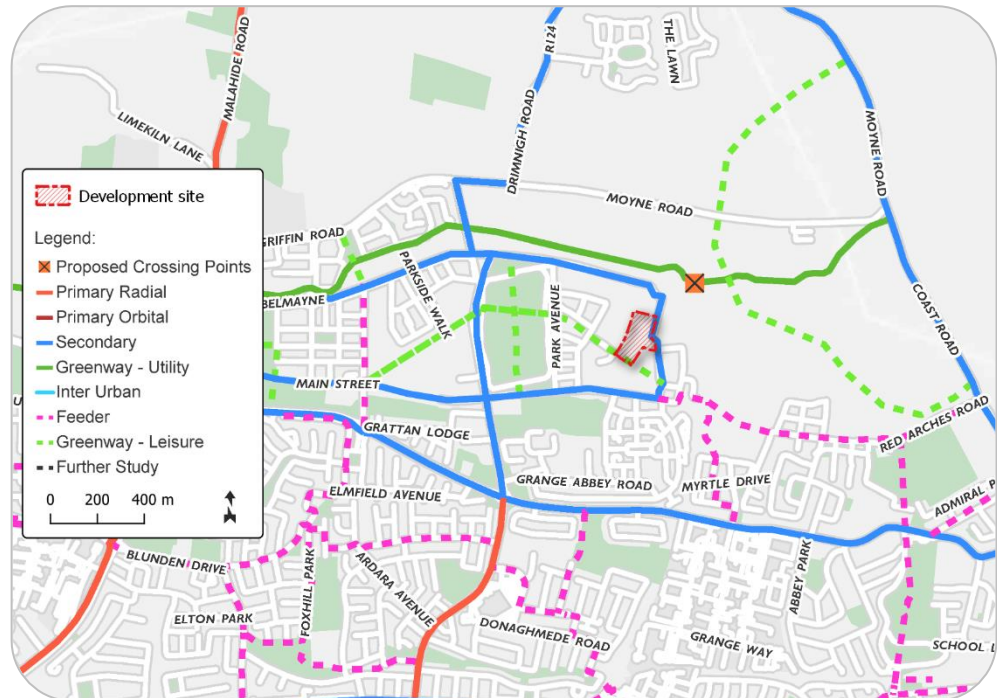 MALAHIDE ROAD
R124
THE LAWN
LIMEKILN LANE
DRIMNIGH ROAD
MOYNE ROAD
MOYNE ROAD
GRIFFIN ROAD
PARKSIDE WALK
BELMAYNE
PARK AVENUE
COAST ROAD
MAIN STREET
GRATTAN LODGE
RED ARCHES ROAD
GRANGE ABBEY ROAD
MYRTLE DRIVE
ELMFIELD AVENUE
ADMIRAL P
BLUNDEN DRIVE
FOXHILL PARK
ARDARA AVENUE
ABBEY PARK
ELTON PARK
DONAGHMEDE ROAD
GRANGE WAY
SCHOOL L
Development site
Legend:
Proposed Crossing Points
Primary Radial
Primary Orbital
Secondary
Greenway - Utility
Inter Urban
Feeder
Greenway - Leisure
Further Study
0 200 400 m